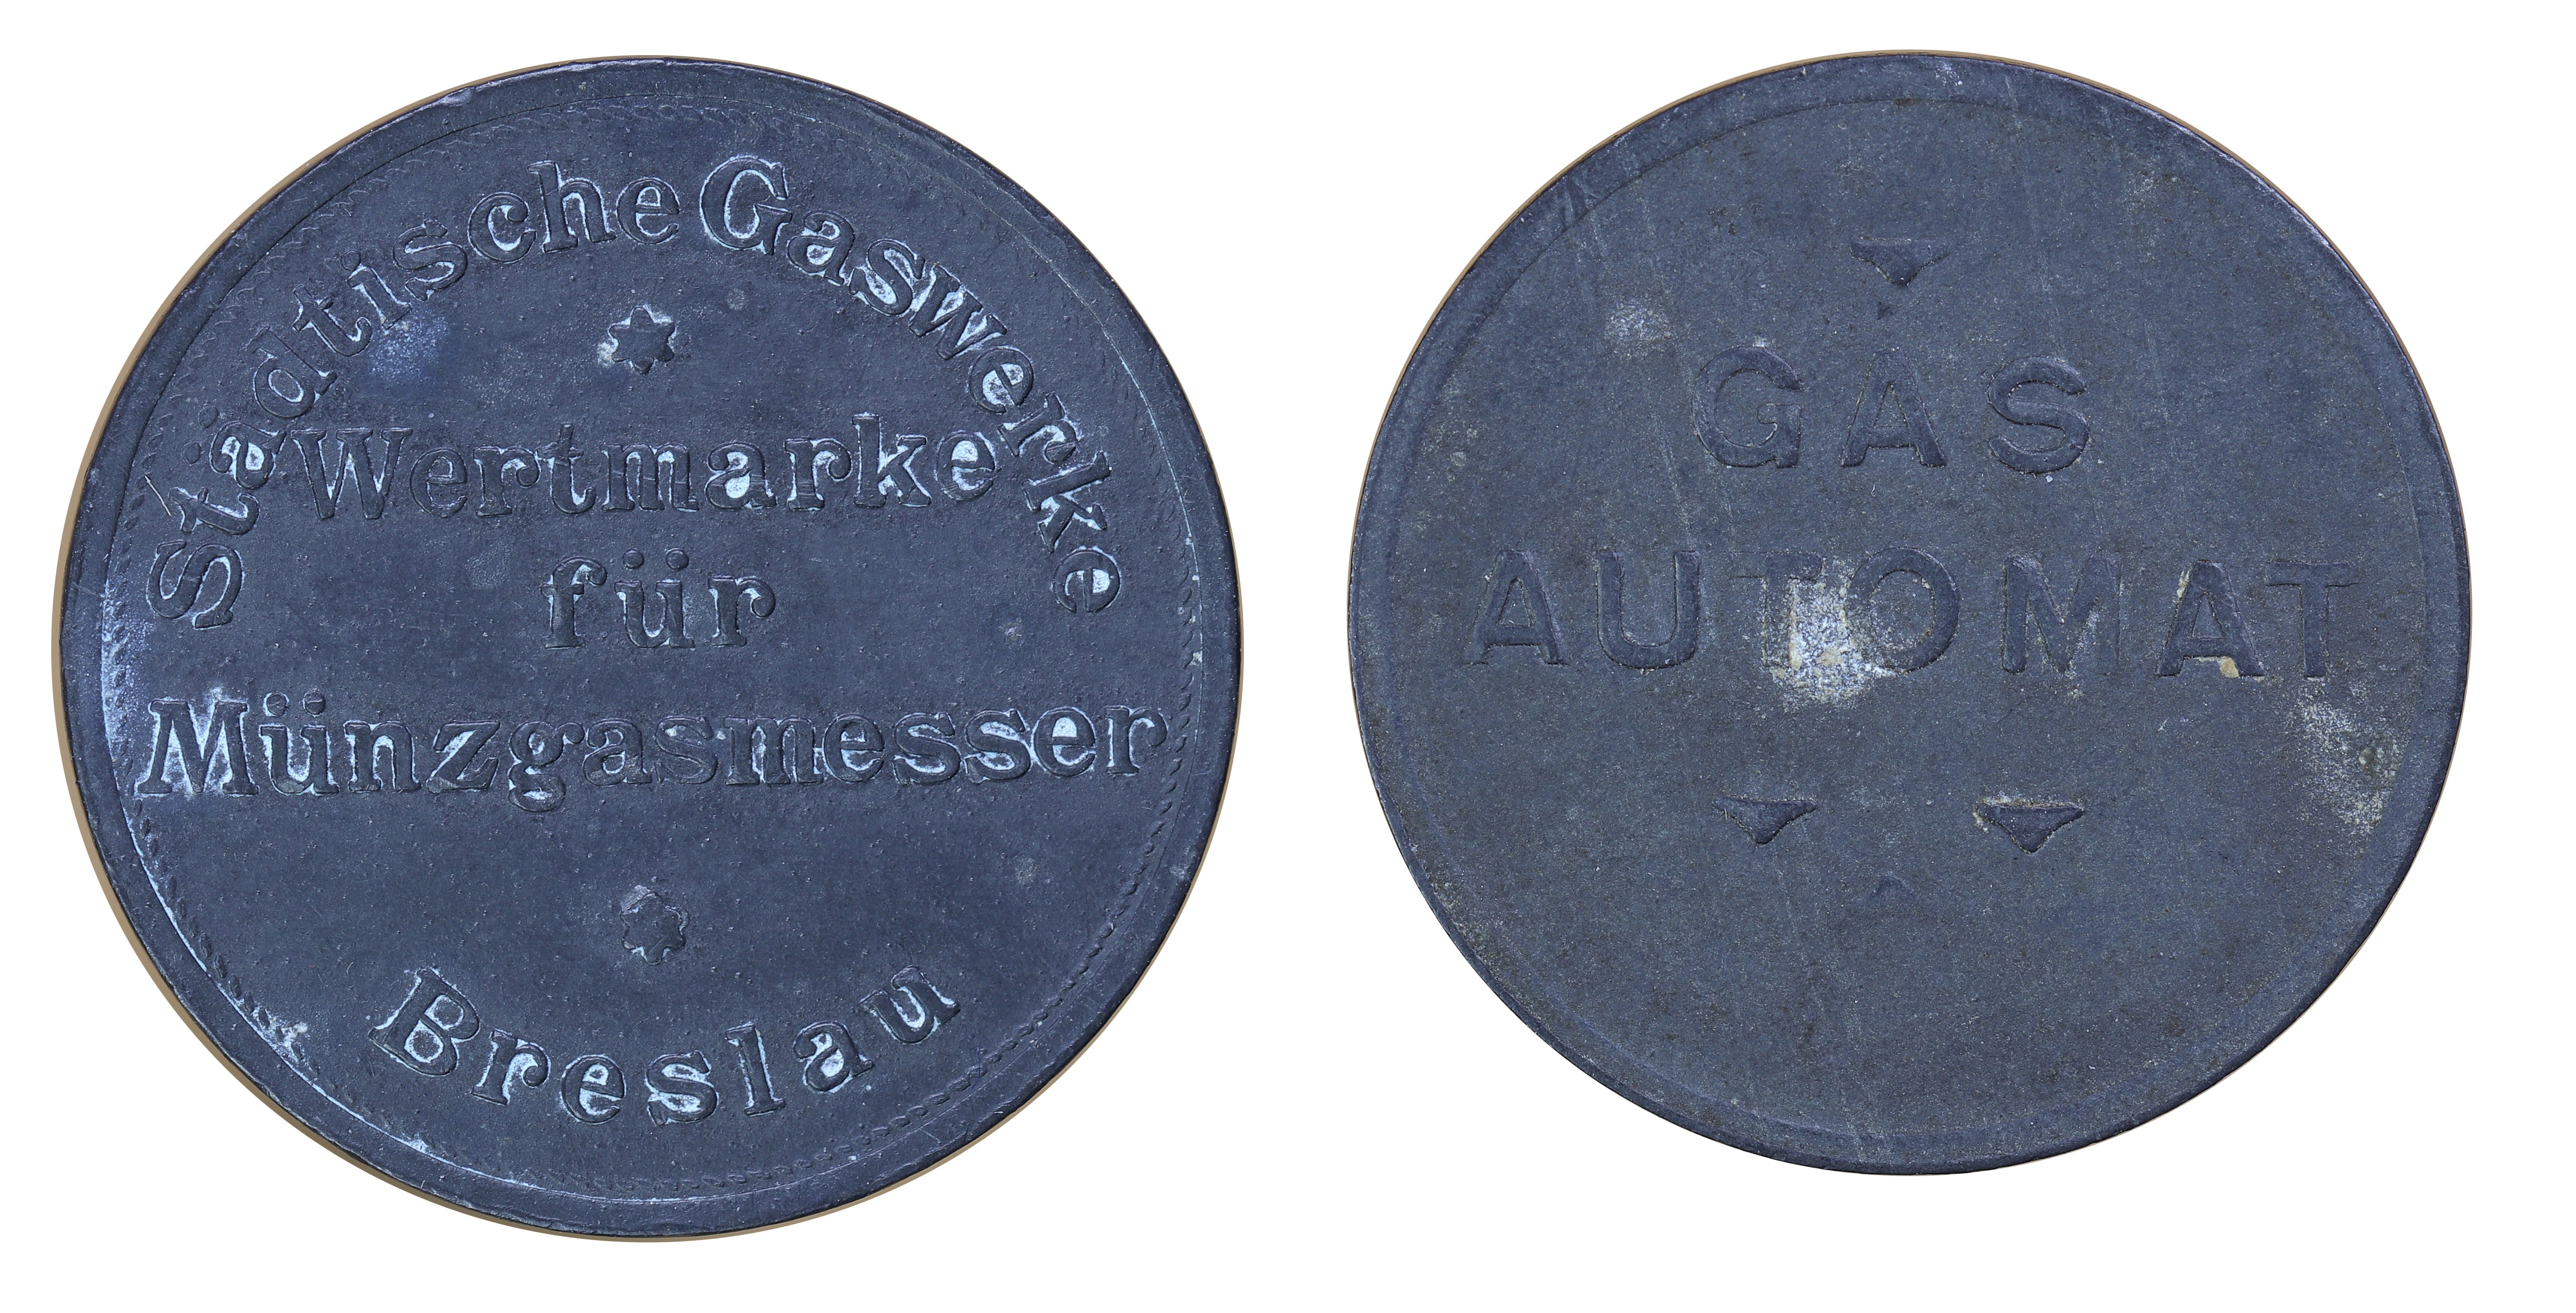 Städtische Gaswerke
Wertmarke
für
Münzgasmesser
Breslau
GAS
AUTOMAT